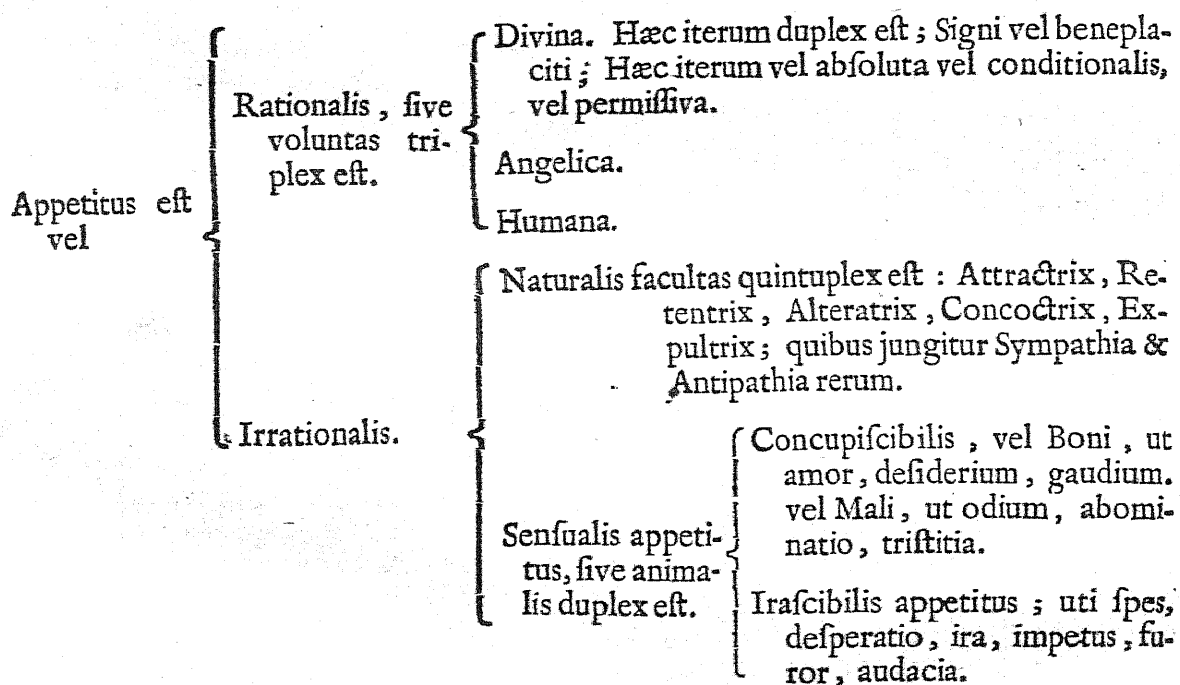 Appetitus eſt
vel
Rationalis, ſive
voluntas tri-
plex eſt.
Divina. Hæc iterum duplex eſt; Signi vel benepla-
citi; Hæc iterum vel abſoluta vel conditionalis,
vel permiſſiva.
Angelica.
Humana.
Irrationalis.
Naturalis facultas quintuplex eſt: Attractrix, Re-
tentrix, Alteratrix, Concoctrix, Ex-
pultrix; quibus jungitur Sympathia &
Antipathia rerum.
Senſualis appeti-
tus, ſive anima-
lis duplex eſt.
Concupiſcibilis, vel Boni, ut
amor, deſiderium, gaudium.
vel Mali, ut odium, abomi-
natio, triſtitia.
Iraſcibilis appetitus; uti ſpes,
deſperatio, ira, impetus, fu-
ror, audacia.